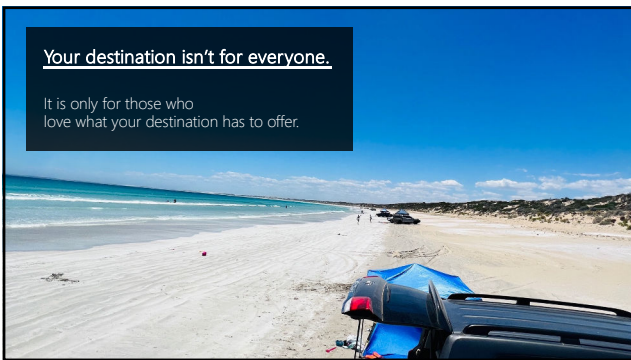 Your destination isn't for everyone.
It is only for those who
love what your destination has to offer.